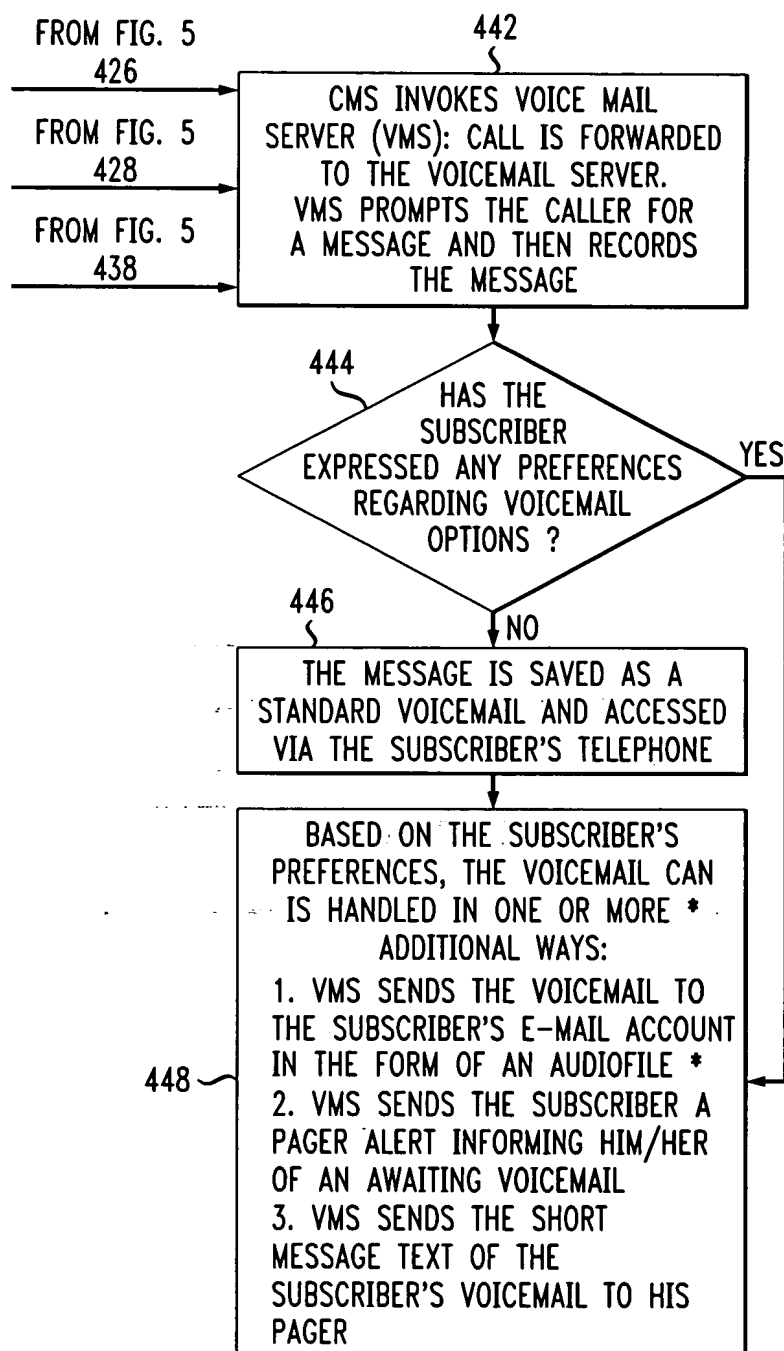 FROM FIG. 5
426
FROM FIG. 5
428
FROM FIG. 5
438
442
CMS INVOKES VOICE MAIL
SERVER (VMS): CALL IS FORWARDED
TO THE VOICEMAIL SERVER.
VMS PROMPTS THE CALLER FOR
A MESSAGE AND THEN RECORDS
THE MESSAGE
444
HAS THE
SUBSCRIBER
EXPRESSED ANY PREFERENCES
REGARDING VOICEMAIL
OPTIONS ?
YES
NO
446
THE MESSAGE IS SAVED AS A
STANDARD VOICEMAIL AND ACCESSED
VIA THE SUBSCRIBER'S TELEPHONE
448
BASED ON THE SUBSCRIBER'S
PREFERENCES, THE VOICEMAIL CAN
IS HANDLED IN ONE OR MORE *
ADDITIONAL WAYS:
1. VMS SENDS THE VOICEMAIL TO
THE SUBSCRIBER'S E-MAIL ACCOUNT
IN THE FORM OF AN AUDIOFILE *
2. VMS SENDS THE SUBSCRIBER A
PAGER ALERT INFORMING HIM/HER
OF AN AWAITING VOICEMAIL
3. VMS SENDS THE SHORT
MESSAGE TEXT OF THE
SUBSCRIBER'S VOICEMAIL TO HIS
PAGER